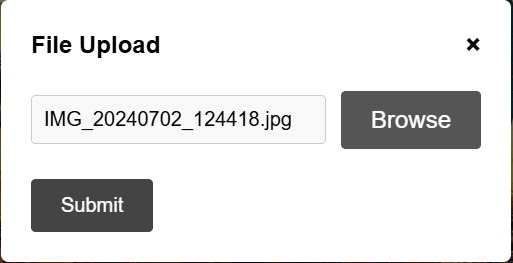 File Upload ×
IMG_20240702_124418.jpg Browse
Submit